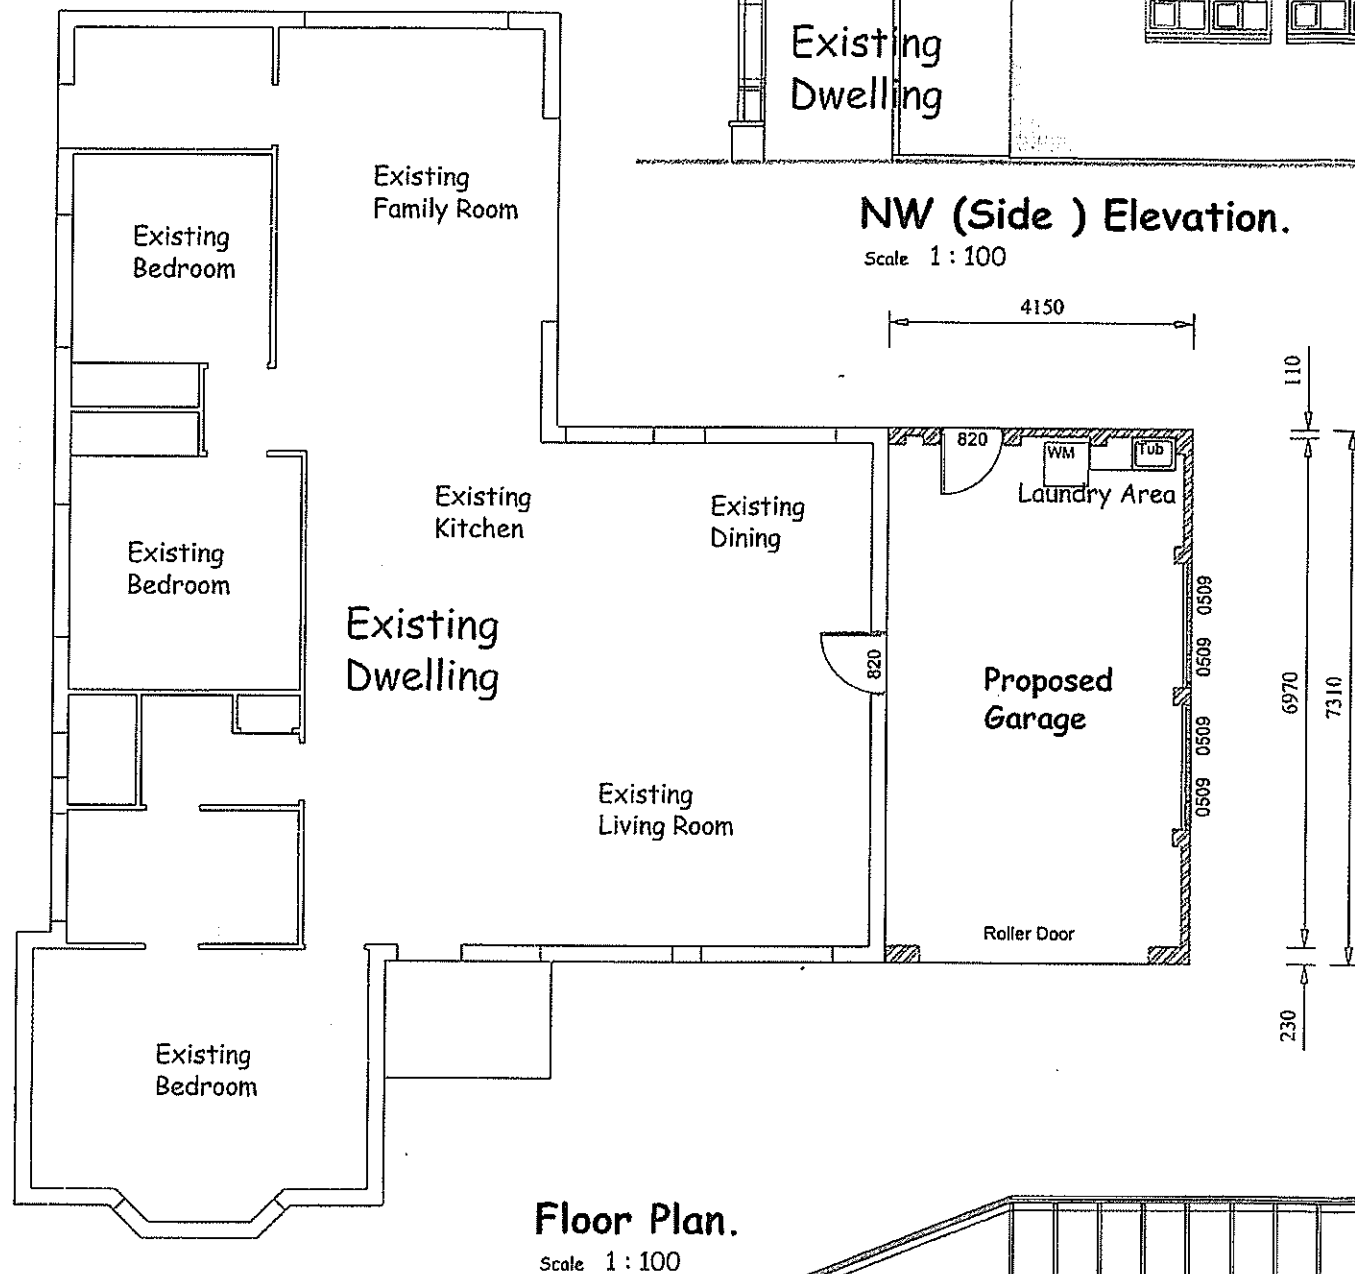 Existing
Dwelling
NW (Side ) Elevation.
Scale 1 : 100
4150
110
Existing
Family Room
Existing
Bedroom
820
WM
Tub
Laundry Area
Existing
Kitchen
Existing
Dining
Existing
Bedroom
Existing
Dwelling
820
Proposed
Garage
0509
0509
0509
0509
6970
7310
Existing
Living Room
Roller Door
230
Existing
Bedroom
Floor Plan.
Scale 1 : 100